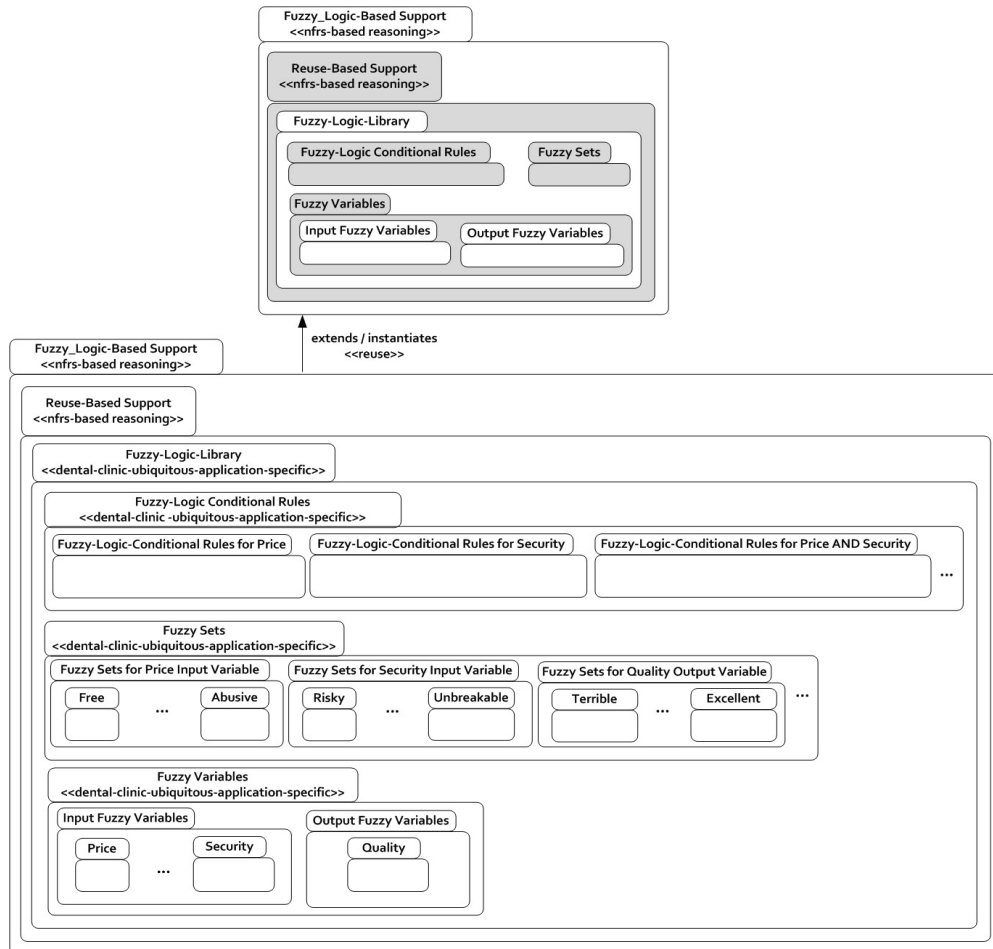 Fuzzy_Logic-Based Support
<<nfrs-based reasoning>>
Reuse-Based Support
<<nfrs-based reasoning>>
Fuzzy-Logic-Library
Fuzzy-Logic Conditional Rules
Fuzzy Sets
Fuzzy Variables
Input Fuzzy Variables
Output Fuzzy Variables
extends / instantiates
<<reuse>>
Fuzzy_Logic-Based Support
<<nfrs-based reasoning>>
Reuse-Based Support
<<nfrs-based reasoning>>
Fuzzy-Logic-Library
<<dental-clinic-ubiquitous-application-specific>>
Fuzzy-Logic Conditional Rules
<<dental-clinic -ubiquitous-application-specific>>
Fuzzy-Logic-Conditional Rules for Price
Fuzzy-Logic-Conditional Rules for Security
Fuzzy-Logic-Conditional Rules for Price AND Security
...
Fuzzy Sets
<<dental-clinic-ubiquitous-application-specific>>
Fuzzy Sets for Price Input Variable
Fuzzy Sets for Security Input Variable
Fuzzy Sets for Quality Output Variable
...
Free
...
Abusive
Risky
...
Unbreakable
Terrible
...
Excellent
Fuzzy Variables
<<dental-clinic-ubiquitous-application-specific>>
Input Fuzzy Variables
Output Fuzzy Variables
Price
...
Security
Quality